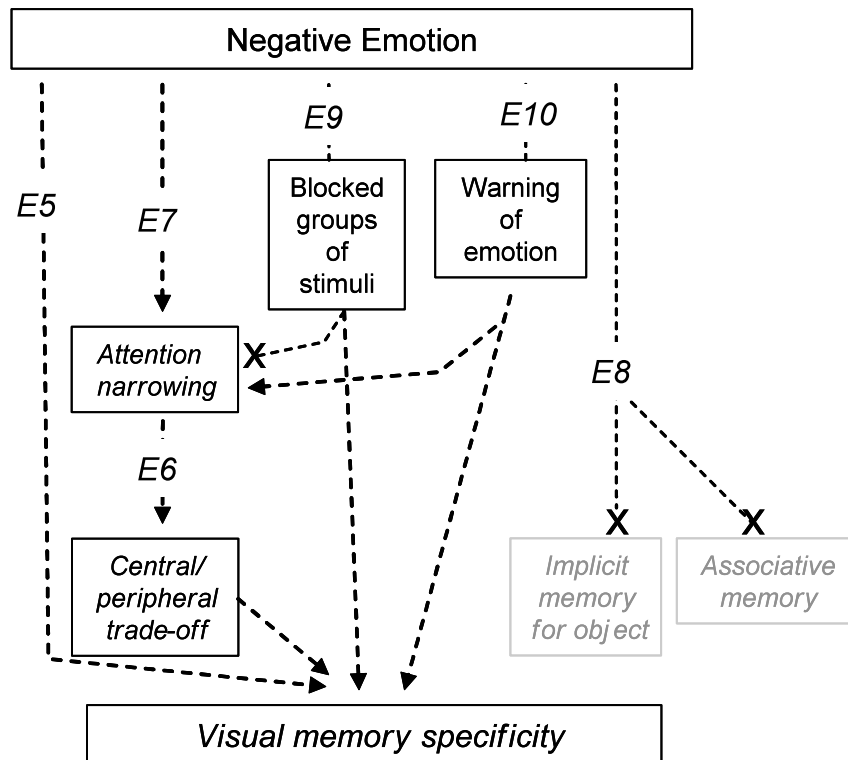 Negative Emotion
E9
E10
E5
E7
E8
Blocked
groups
of
stimuli
Warning
of
emotion
Attention
narrowing
X
E6
X
X
Central/
peripheral
trade-off
Implicit
memory
for object
Associative
memory
Visual memory specificity